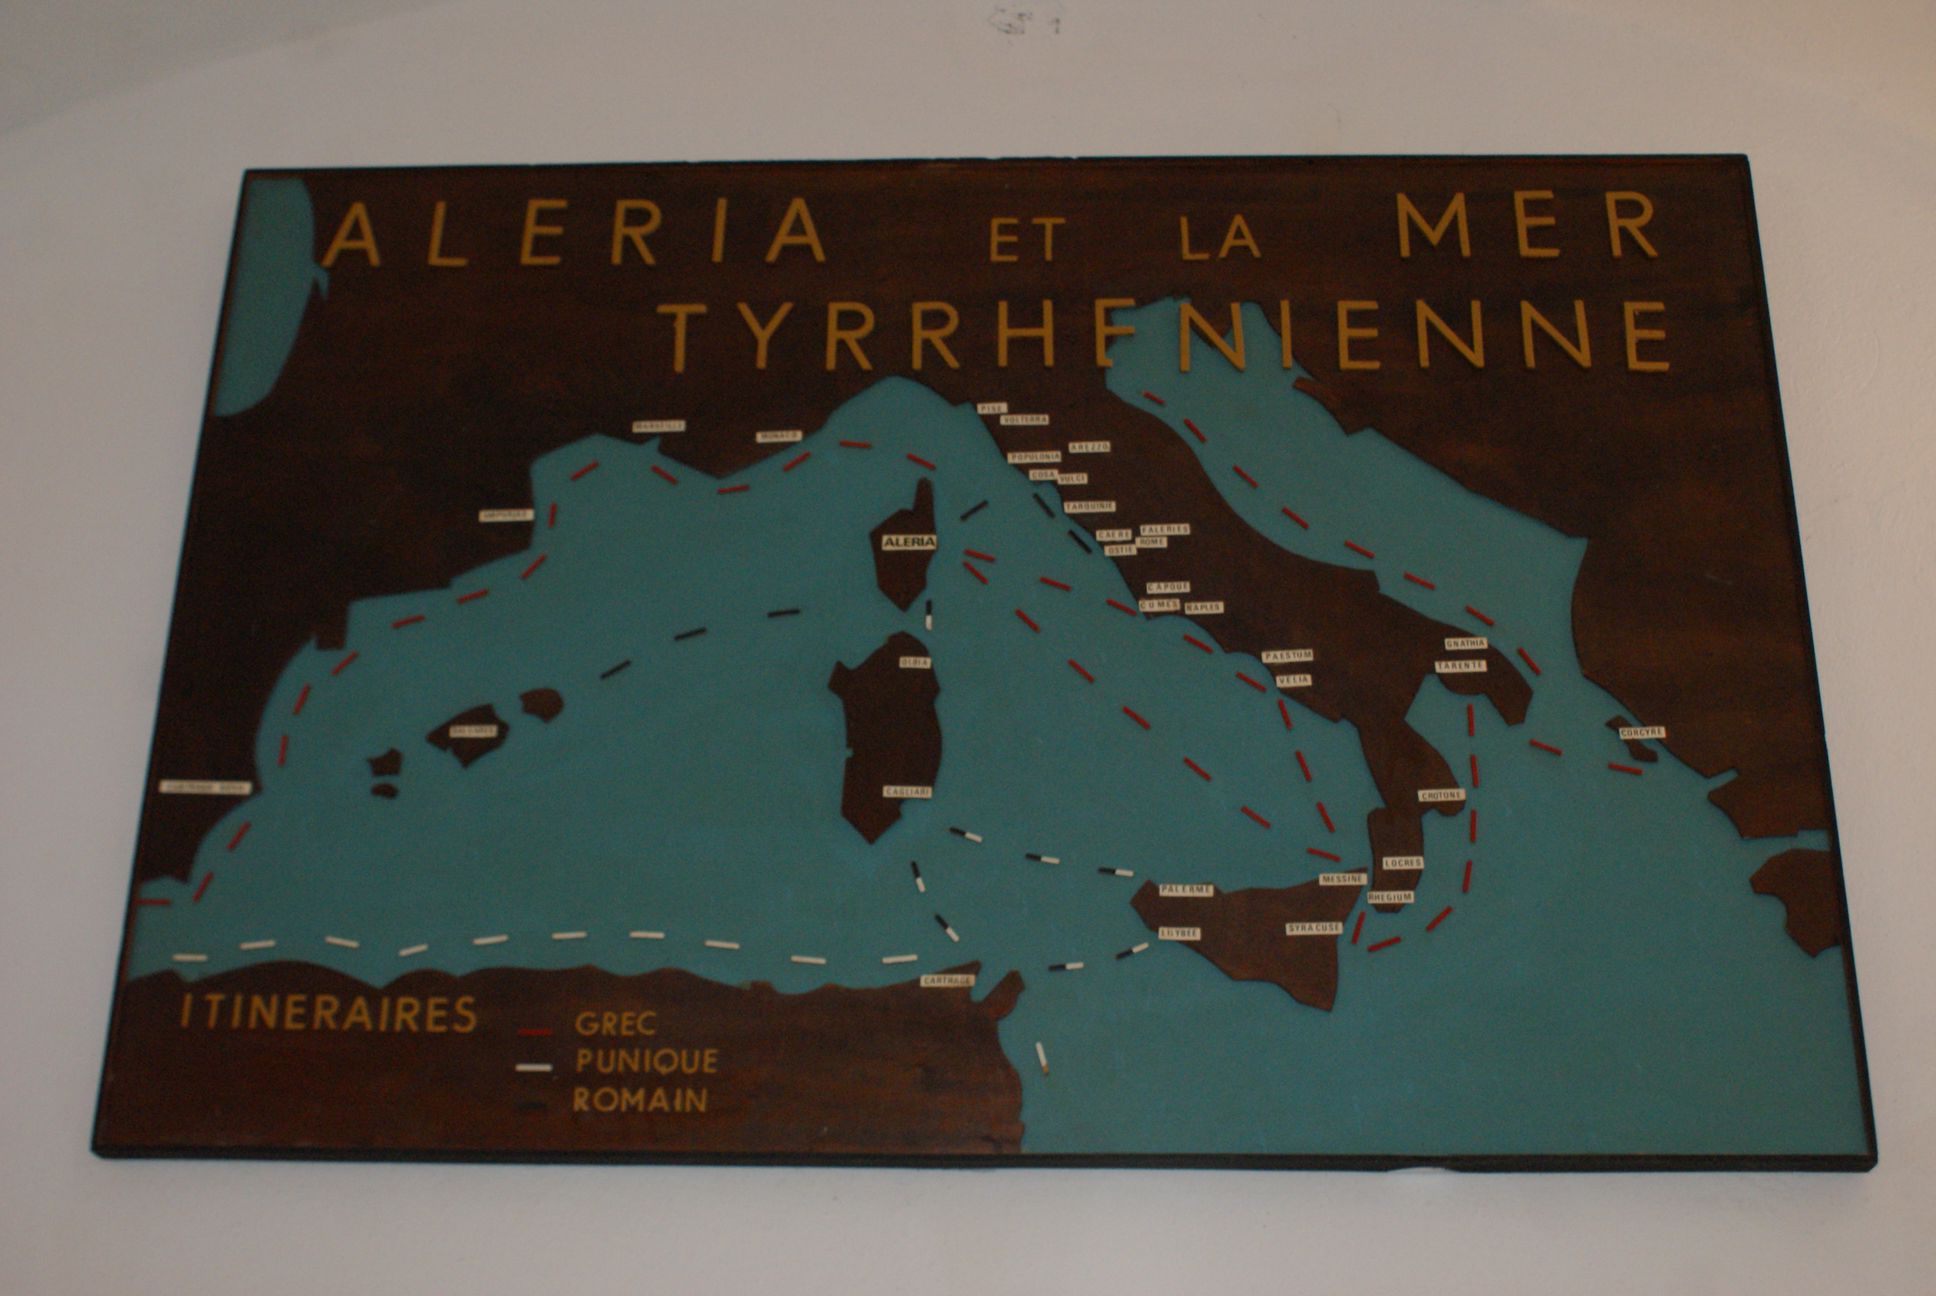 ALERIA ET LA MER
TYRRHENIENNE
PISE
VOLTERRA
MARSEILLE
MONACO
AREZZO
POPULONIA
COSA
VULCI
TARQUINIE
FALERIES
CAERE
ROME
OSTIE
ALERIA
CAPOUE
CUMES
NAPLES
GNATHIA
PAESTUM
OLBIA
TARENTE
VELIA
CORCYRE
CAGLIARI
CROTONE
LOCRES
MESSINE
PALERME
RHEGIUM
SYRACUSE
LILYBEE
CARTHAGE
ITINERAIRES
GREC
PUNIQUE
ROMAIN